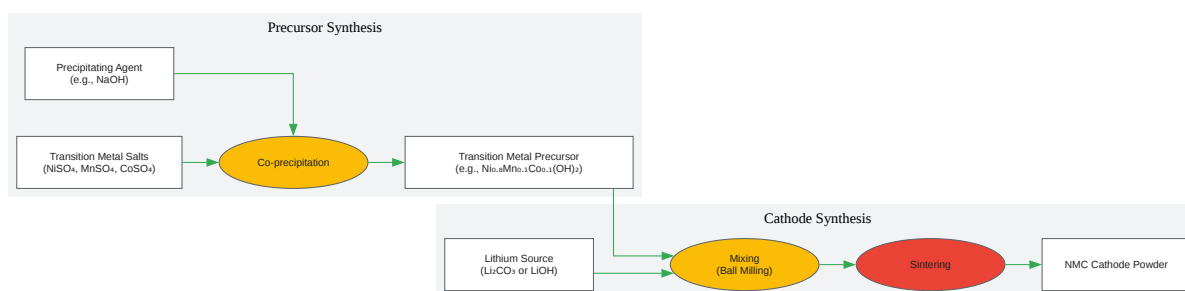 Precursor Synthesis
Precipitating Agent
(e.g., NaOH)
Transition Metal Salts
(NiSO₄, MnSO₄, CoSO₄)
Co-precipitation
Transition Metal Precursor
(e.g., Ni₀.₈Mn₀.₁Co₀.₁(OH)₂)
Cathode Synthesis
Lithium Source
(Li₂CO₃ or LiOH)
Mixing
(Ball Milling)
Sintering
NMC Cathode Powder